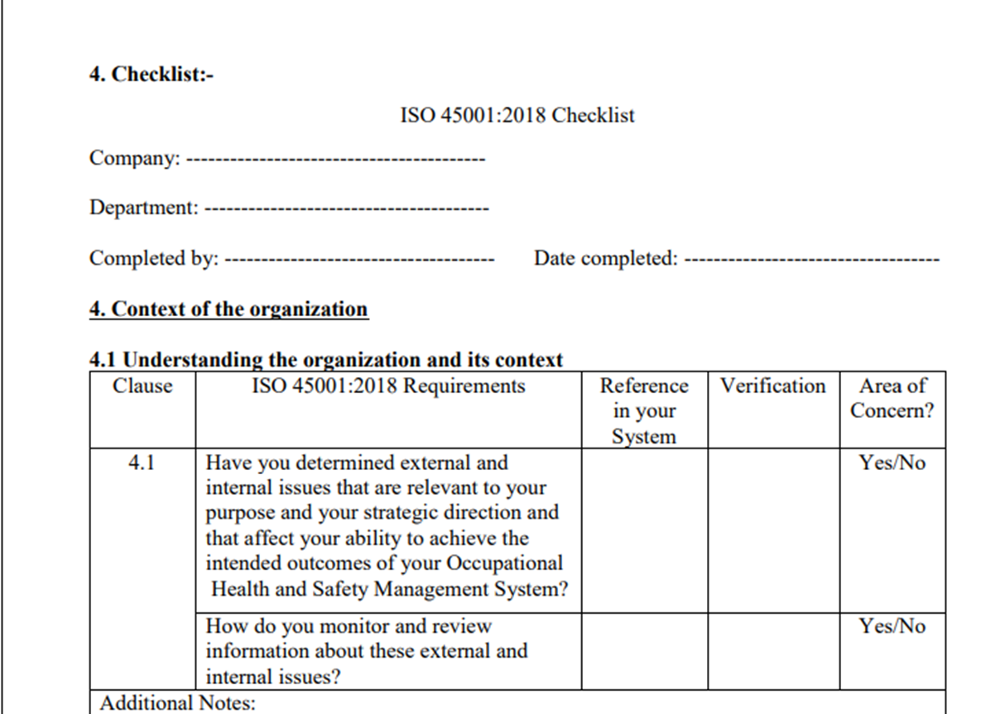 4. Checklist:-
ISO 45001:2018 Checklist
Company: -----------------------------------------
Department: ---------------------------------------
Completed by: ------------------------------------- Date completed: -----------------------------------
4. Context of the organization
4.1 Understanding the organization and its context
Clause ISO 45001:2018 Requirements Reference in your System Verification Area of Concern?
4.1 Have you determined external and Yes/No
internal issues that are relevant to your
purpose and your strategic direction and
that affect your ability to achieve the
intended outcomes of your Occupational
Health and Safety Management System?
How do you monitor and review Yes/No
information about these external and
internal issues?
Additional Notes: